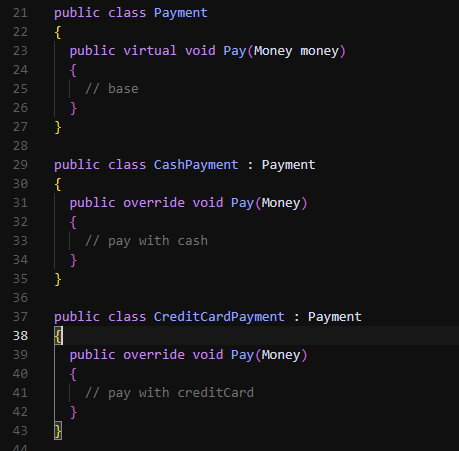 21 public class Payment
22 {
23   public virtual void Pay(Money money)
24   {
25     // base
26   }
27 }
28
29 public class CashPayment : Payment
30 {
31   public override void Pay(Money)
32   {
33     // pay with cash
34   }
35 }
36
37 public class CreditCardPayment : Payment
38 {
39   public override void Pay(Money)
40   {
41     // pay with creditCard
42   }
43 }
44